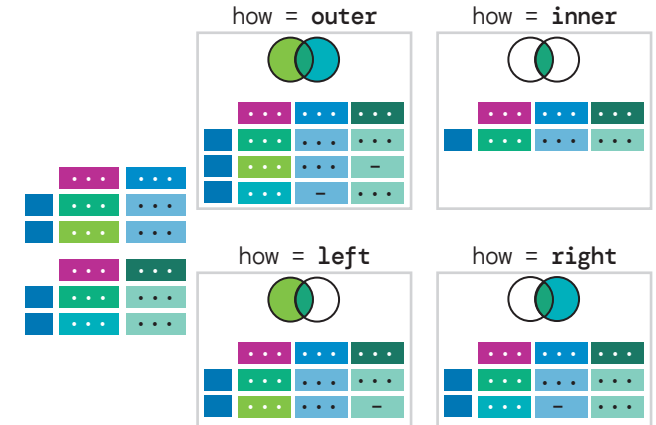 how = outer
how = inner
how = left
how = right